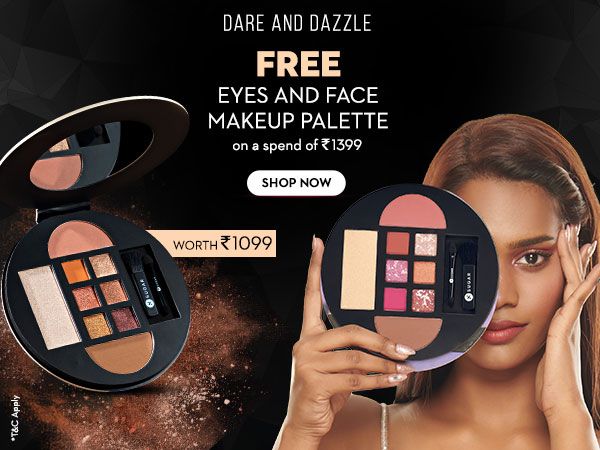 DARE AND DAZZLE
FREE
EYES AND FACE
MAKEUP PALETTE
on a spend of ₹1399
SHOP NOW
WORTH ₹1099
SUGAR
SUGAR
*T&C Apply